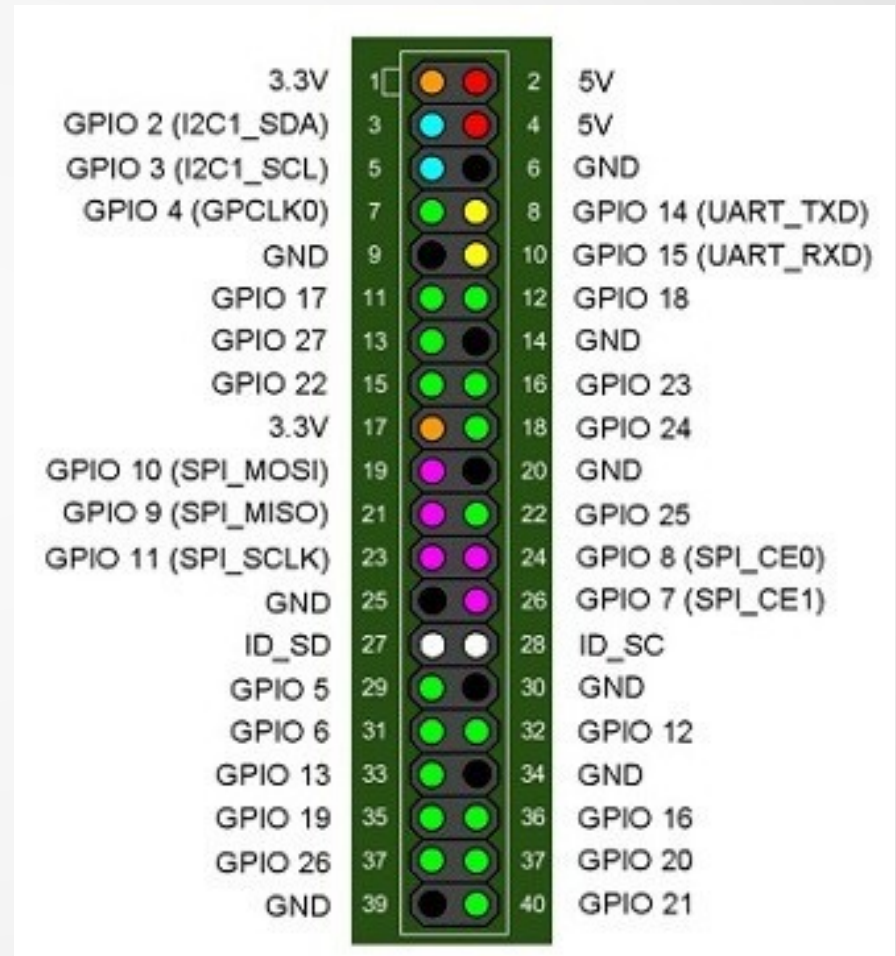 3.3V 1 2 5V
GPIO 2 (I2C1_SDA) 3 4 5V
GPIO 3 (I2C1_SCL) 5 6 GND
GPIO 4 (GPCLK0) 7 8 GPIO 14 (UART_TXD)
GND 9 10 GPIO 15 (UART_RXD)
GPIO 17 11 12 GPIO 18
GPIO 27 13 14 GND
GPIO 22 15 16 GPIO 23
3.3V 17 18 GPIO 24
GPIO 10 (SPI_MOSI) 19 20 GND
GPIO 9 (SPI_MISO) 21 22 GPIO 25
GPIO 11 (SPI_SCLK) 23 24 GPIO 8 (SPI_CE0)
GND 25 26 GPIO 7 (SPI_CE1)
ID_SD 27 28 ID_SC
GPIO 5 29 30 GND
GPIO 6 31 32 GPIO 12
GPIO 13 33 34 GND
GPIO 19 35 36 GPIO 16
GPIO 26 37 37 GPIO 20
GND 39 40 GPIO 21